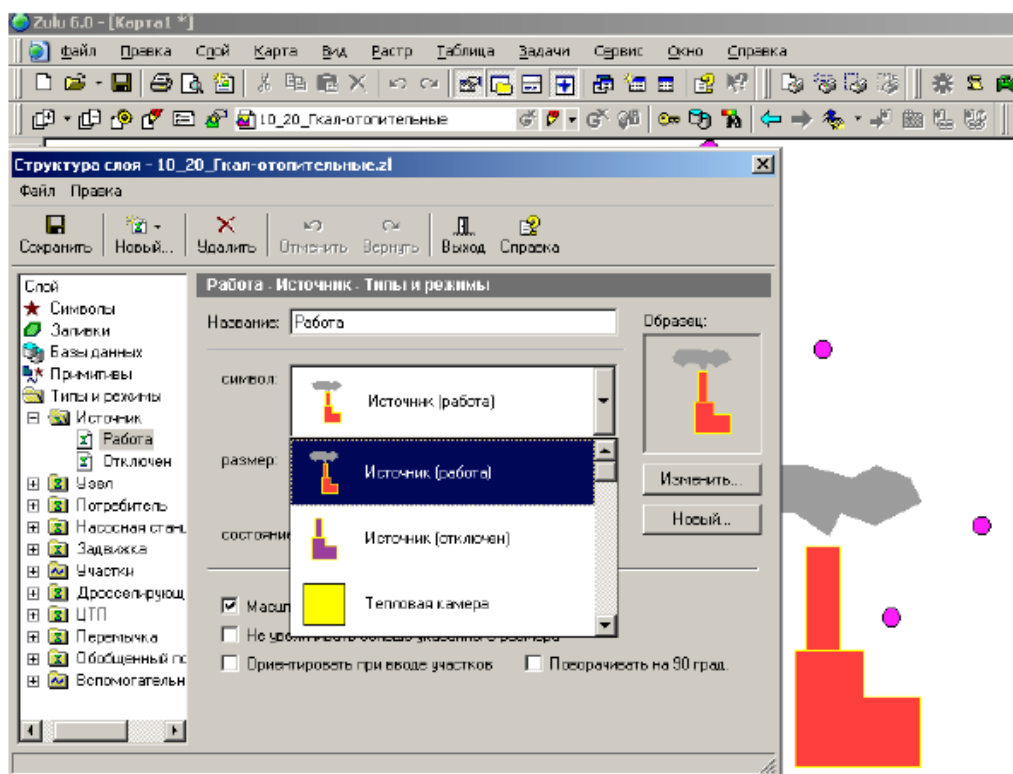 Zulu 6.0 - [Карта1 *]
Файл Правка Слой Карта Вид Растр Таблица Задачи Сервис Окно Справка
10_20_Гкал-отопительные
Структура слоя - 10_20_Гкал-отопительные.zl
Файл Правка
Сохранить Новый... Удалить Отменить Вернуть Выход Справка
Слой
Символы
Заливки
Базы данных
Примитивы
Типы и режимы
Источник
Работа
Отключен
Узел
Потребитель
Насосная станц
Задвижка
Участки
Дросселирующ
ЦТП
Перемычка
Обобщенный по
Вспомогательн
Работа - Источник - Типы и режимы
Название: Работа
Образец:
символ: Источник (работа)
размер: Источник (работа)
Изменить...
Новый...
состояние Источник (отключен)
Тепловая камера
Масш
Не увеличивать больше указанного размера
Ориентировать при вводе участков Поворачивать на 90 град.